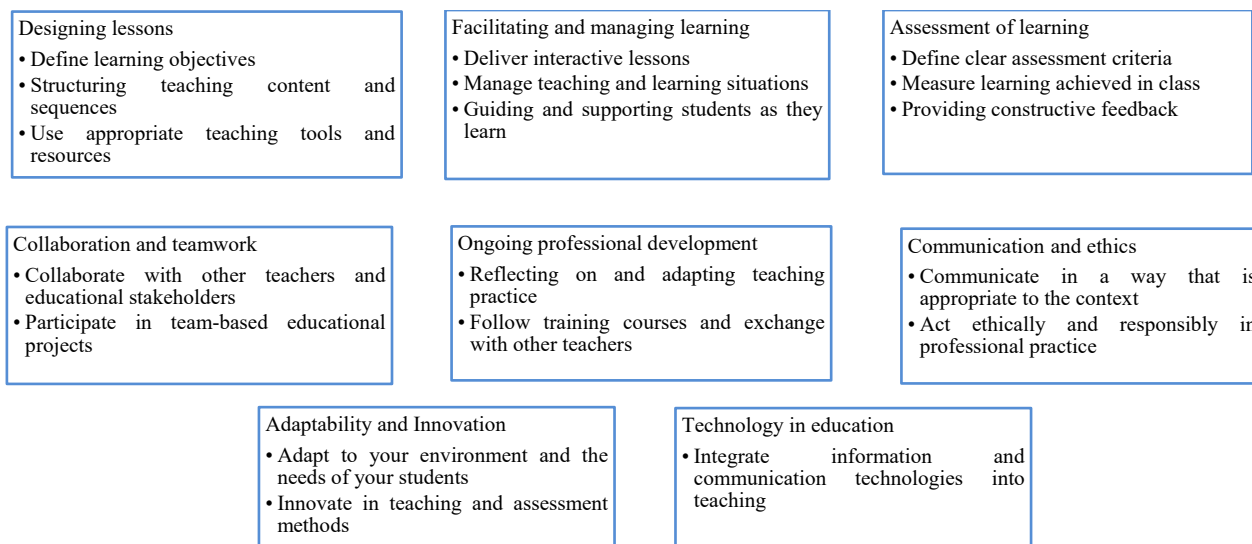 Designing lessons
• Define learning objectives
• Structuring teaching content and
sequences
• Use appropriate teaching tools and
resources
Facilitating and managing learning
• Deliver interactive lessons
• Manage teaching and learning situations
• Guiding and supporting students as they
learn
Assessment of learning
• Define clear assessment criteria
• Measure learning achieved in class
• Providing constructive feedback
Collaboration and teamwork
• Collaborate with other teachers and
educational stakeholders
• Participate in team-based educational
projects
Ongoing professional development
• Reflecting on and adapting teaching
practice
• Follow training courses and exchange
with other teachers
Communication and ethics
• Communicate in a way that is
appropriate to the context
• Act ethically and responsibly in
professional practice
Adaptability and Innovation
• Adapt to your environment and the
needs of your students
• Innovate in teaching and assessment
methods
Technology in education
• Integrate information and
communication technologies into
teaching